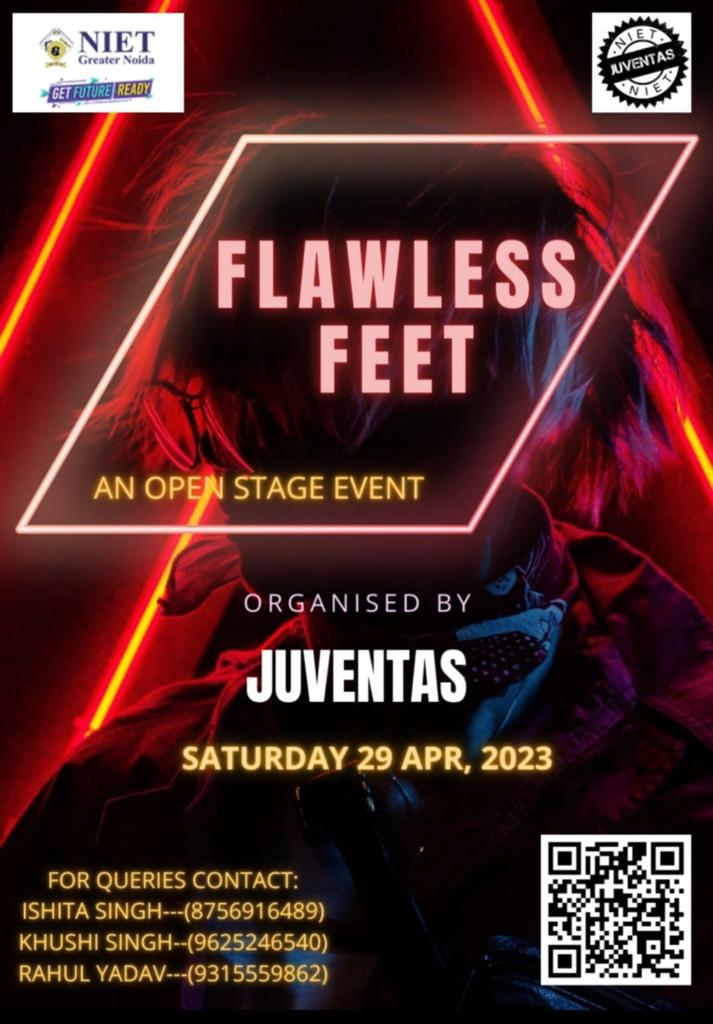 NIET
Greater Noida
GET FUTURE READY
NIET
JUVENTAS
NIET
FLAWLESS
FEET
AN OPEN STAGE EVENT
ORGANISED BY
JUVENTAS
SATURDAY 29 APR, 2023
FOR QUERIES CONTACT:
ISHITA SINGH---(8756916489)
KHUSHI SINGH--(9625246540)
RAHUL YADAV---(9315559862)